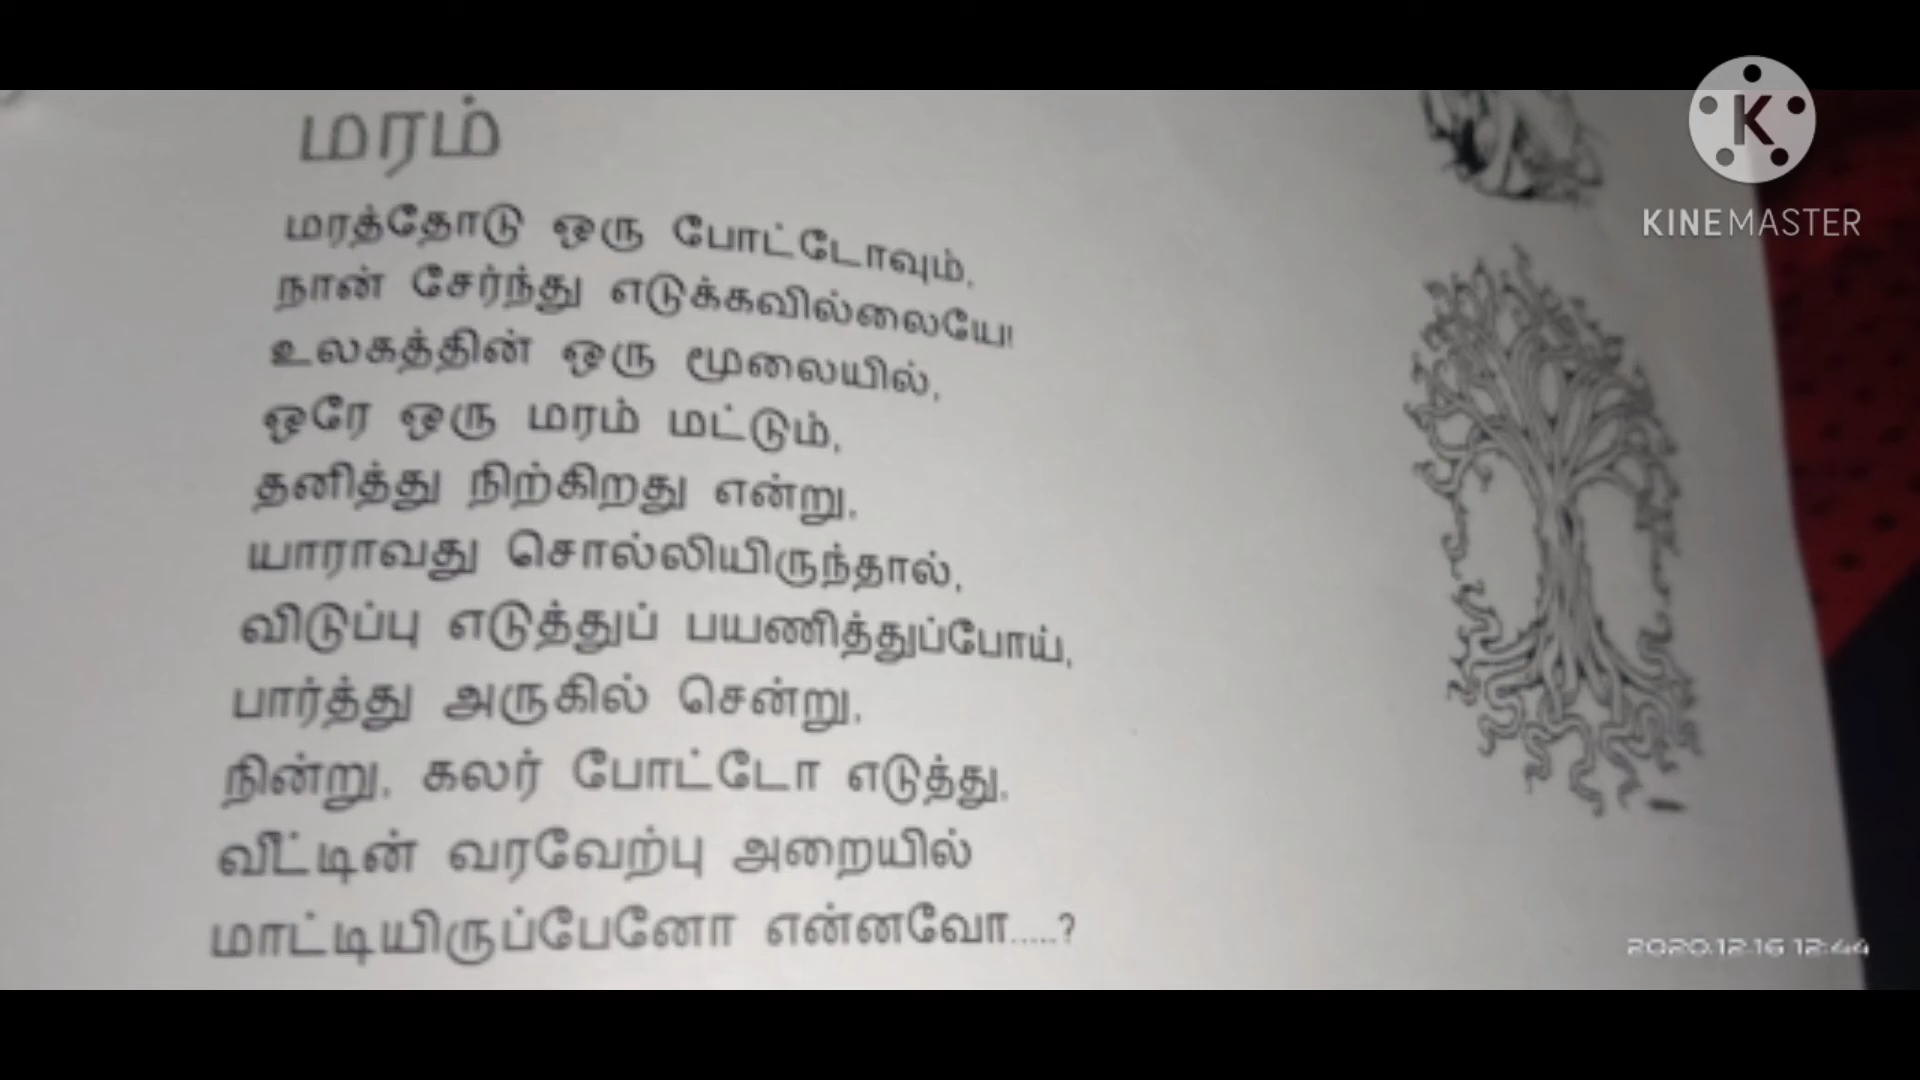 மரம்
மரத்தோடு ஒரு போட்டோவும்,
நான் சேர்ந்து எடுக்கவில்லையே!
உலகத்தின் ஒரு மூலையில்,
ஒரே ஒரு மரம் மட்டும்,
தனித்து நிற்கிறது என்று,
யாராவது சொல்லியிருந்தால்,
விடுப்பு எடுத்துப் பயணித்துப்போய்,
பார்த்து அருகில் சென்று,
நின்று, கலர் போட்டோ எடுத்து,
வீட்டின் வரவேற்பு அறையில்
மாட்டியிருப்பேனோ என்னவோ.....?
K
KINEMASTER
2020.12.16 12:44